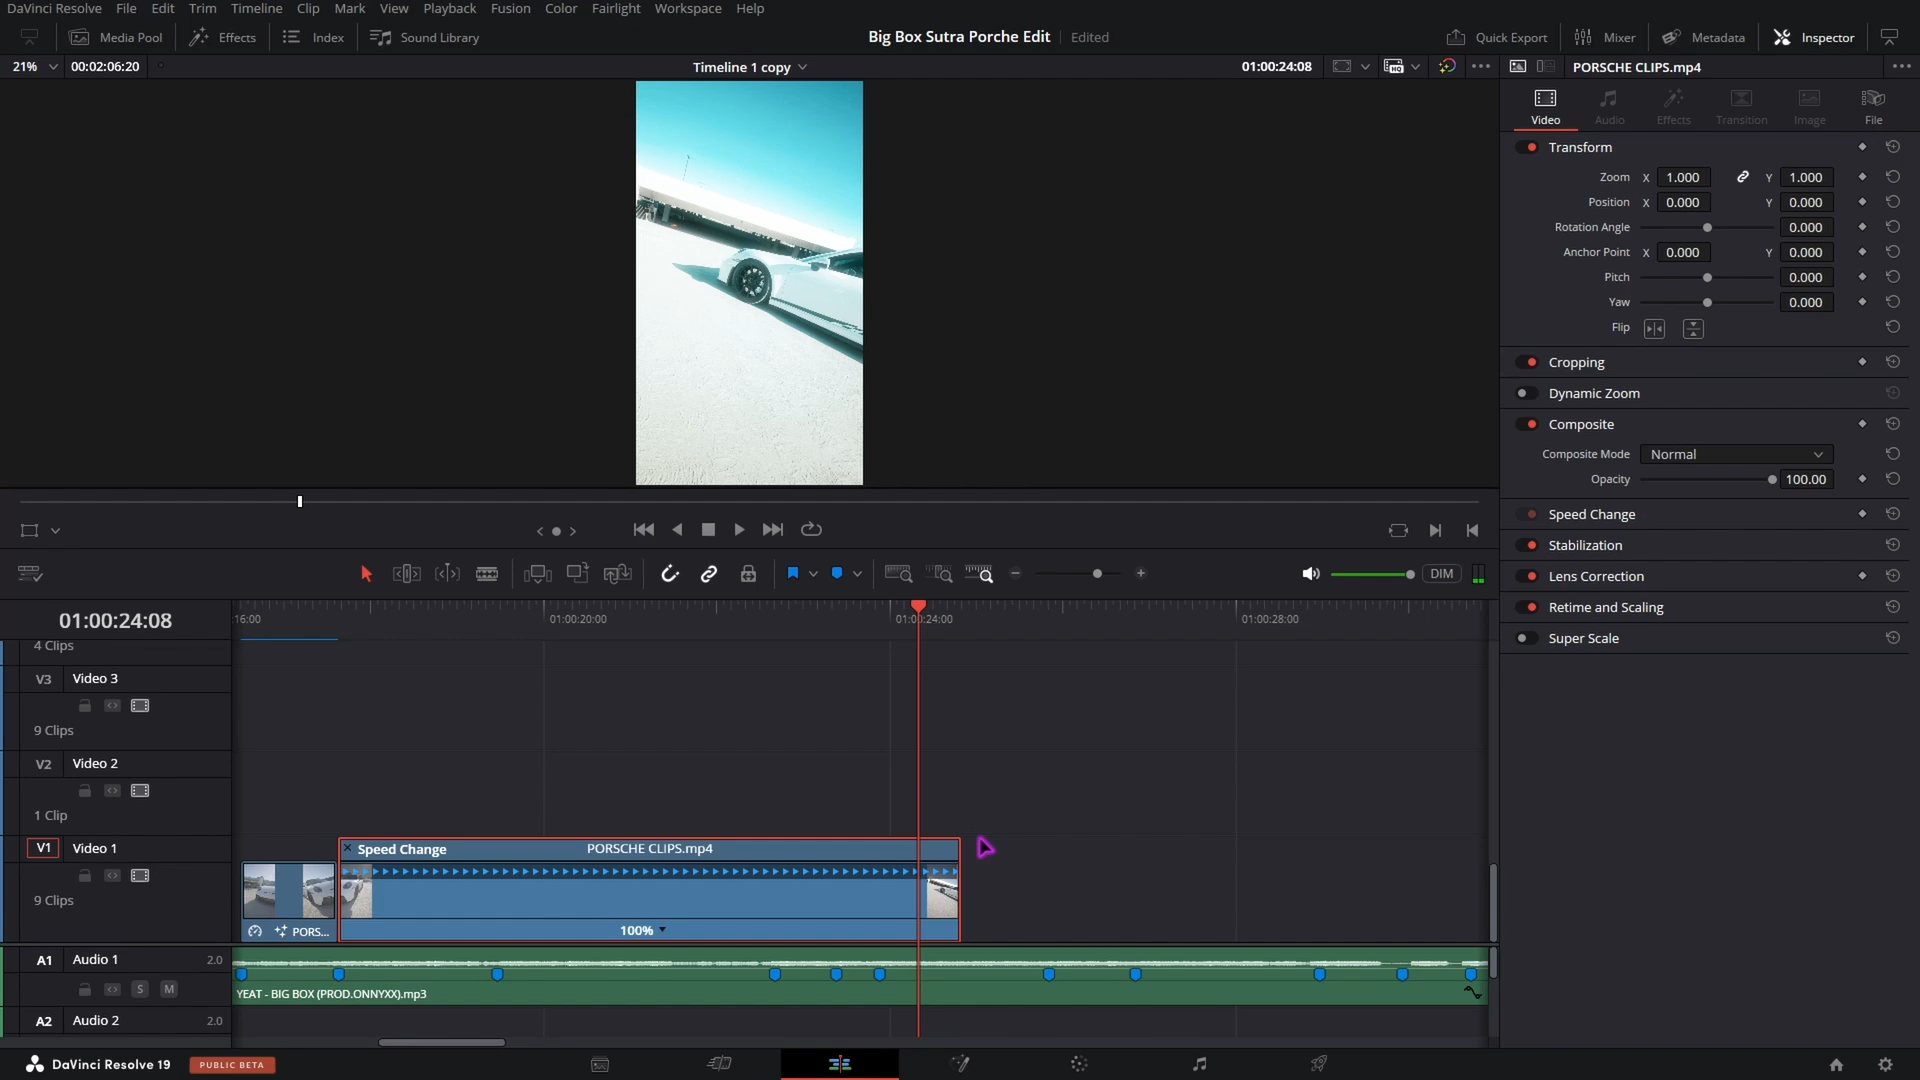 DaVinci Resolve File Edit Trim Timeline Clip Mark View Playback Fusion Color Fairlight Workspace Help
Media Pool Effects Index Sound Library Big Box Sutra Porche Edit Edited Quick Export Mixer Metadata Inspector
21% 00:02:06:20 Timeline 1 copy 01:00:24:08 PORSCHE CLIPS.mp4
Video Audio Effects Transition Image File
Transform
Zoom X 1.000 Y 1.000
Position X 0.000 Y 0.000
Rotation Angle 0.000
Anchor Point X 0.000 Y 0.000
Pitch 0.000
Yaw 0.000
Flip
Cropping
Dynamic Zoom
Composite
Composite Mode Normal
Opacity 100.00
Speed Change
Stabilization
Lens Correction
Retime and Scaling
Super Scale
DIM
01:00:24:08 :16:00 01:00:20:00 01:00:24:00 01:00:28:00
4 Clips
V3 Video 3
9 Clips
V2 Video 2
1 Clip
V1 Video 1
9 Clips
Speed Change PORSCHE CLIPS.mp4
PORS... 100%
A1 Audio 1 2.0
S M
YEAT - BIG BOX (PROD.ONNYXX).mp3
A2 Audio 2 2.0
DaVinci Resolve 19 PUBLIC BETA